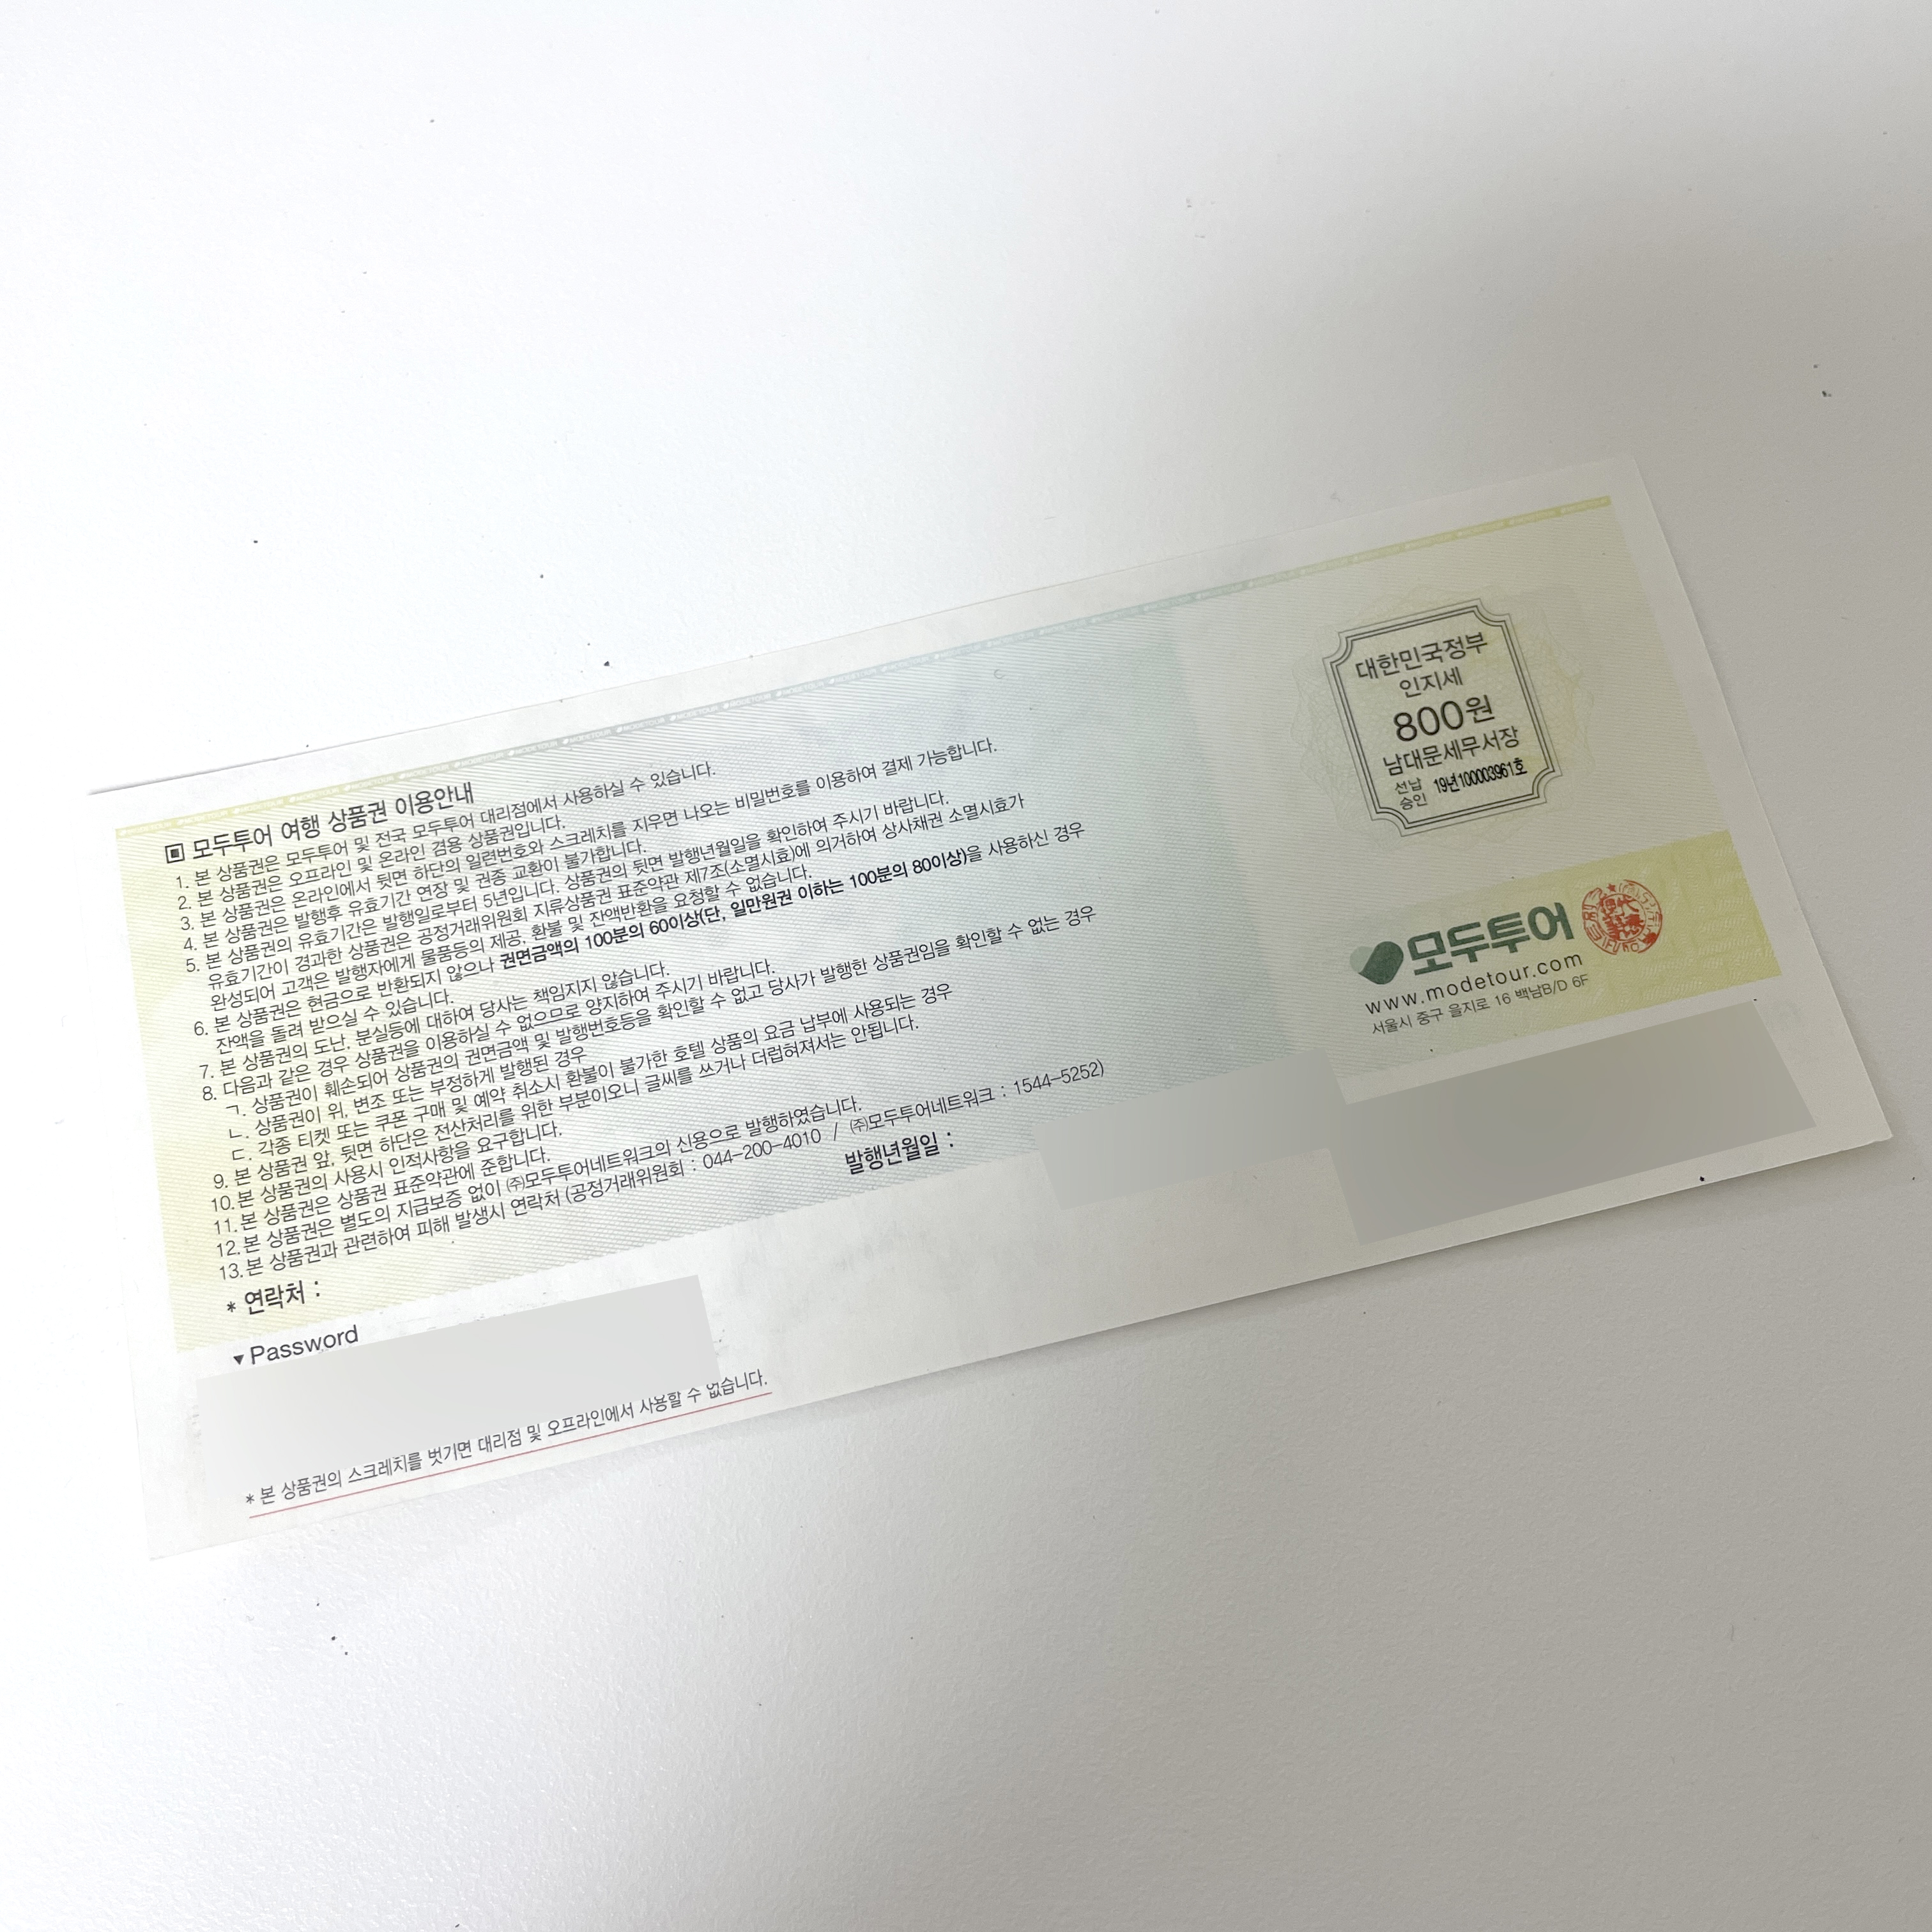 모두투어 여행 상품권 이용안내
1. 본 상품권은 모두투어 및 전국 모두투어 대리점에서 사용하실 수 있습니다.
2. 본 상품권은 오프라인 및 온라인 겸용 상품권입니다.
3. 본 상품권은 온라인에서 뒷면 하단의 일련번호와 스크레치를 지우면 나오는 비밀번호를 이용하여 결제 가능합니다.
4. 본 상품권은 발행후 유효기간 연장 및 권종 교환이 불가합니다.
5. 본 상품권의 유효기간은 발행일로부터 5년입니다. 상품권의 뒷면 발행년월일을 확인하여 주시기 바랍니다.
유효기간이 경과한 상품권은 공정거래위원회 지류상품권 표준약관 제7조(소멸시효)에 의거하여 상사채권 소멸시효가
완성되어 고객은 발행자에게 물품등의 제공, 환불 및 잔액반환을 요청할 수 없습니다.
6. 본 상품권은 현금으로 반환되지 않으나 권면금액의 100분의 60이상(단, 일만원권 이하는 100분의 80이상)을 사용하신 경우
잔액을 돌려 받으실 수 있습니다.
7. 본 상품권의 도난, 분실등에 대하여 당사는 책임지지 않습니다.
8. 다음과 같은 경우 상품권을 이용하실 수 없으므로 양지하여 주시기 바랍니다.
ㄱ. 상품권이 훼손되어 상품권의 권면금액 및 발행번호등을 확인할 수 없고 당사가 발행한 상품권임을 확인할 수 없는 경우
ㄴ. 상품권이 위, 변조 또는 부정하게 발행된 경우
ㄷ. 각종 티켓 또는 쿠폰 구매 및 예약 취소시 환불이 불가한 호텔 상품의 요금 납부에 사용되는 경우
9. 본 상품권 앞, 뒷면 하단은 전산처리를 위한 부분이오니 글씨를 쓰거나 더럽혀져서는 안됩니다.
10. 본 상품권의 사용시 인적사항을 요구합니다.
11. 본 상품권은 상품권 표준약관에 준합니다.
12. 본 상품권은 별도의 지급보증 없이 ㈜모두투어네트워크의 신용으로 발행하였습니다.
13. 본 상품권과 관련하여 피해 발생시 연락처 (공정거래위원회 : 044-200-4010 / ㈜모두투어네트워크 : 1544-5252)
* 연락처 :
발행년월일 :
▼Password
* 본 상품권의 스크레치를 벗기면 대리점 및 오프라인에서 사용할 수 없습니다.
대한민국정부
인지세
800원
남대문세무서장
선납 승인 19년10003961호
모두투어
www.modetour.com
서울시 중구 을지로 16 백남B/D 6F